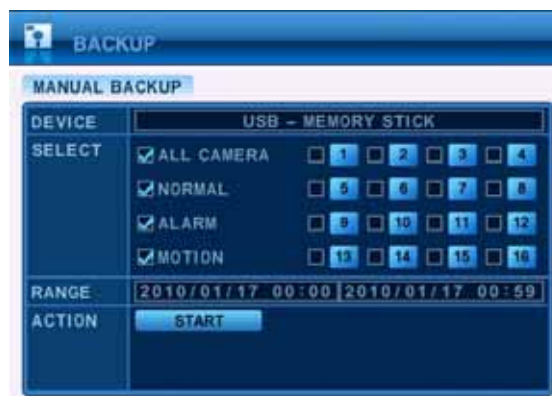 BACKUP
MANUAL BACKUP
DEVICE USB – MEMORY STICK
SELECT ALL CAMERA 1 2 3 4
NORMAL 5 6 7 8
ALARM 9 10 11 12
MOTION 13 14 15 16
RANGE 2010/01/17 00:00 2010/01/17 00:59
ACTION START